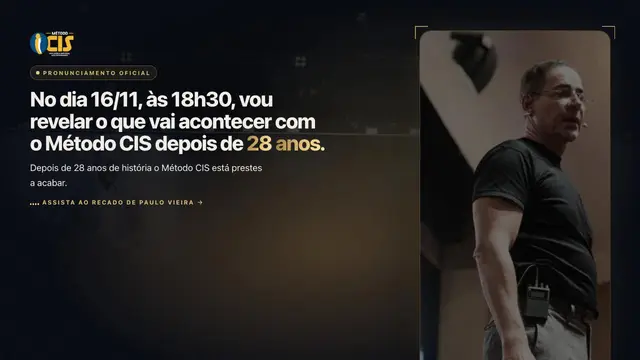 MÉTODO
CIS
PRONUNCIAMENTO OFICIAL
No dia 16/11, às 18h30, vou
revelar o que vai acontecer com
o Método CIS depois de 28 anos.
Depois de 28 anos de história o Método CIS está prestes
a acabar.
ASSISTA AO RECADO DE PAULO VIEIRA →